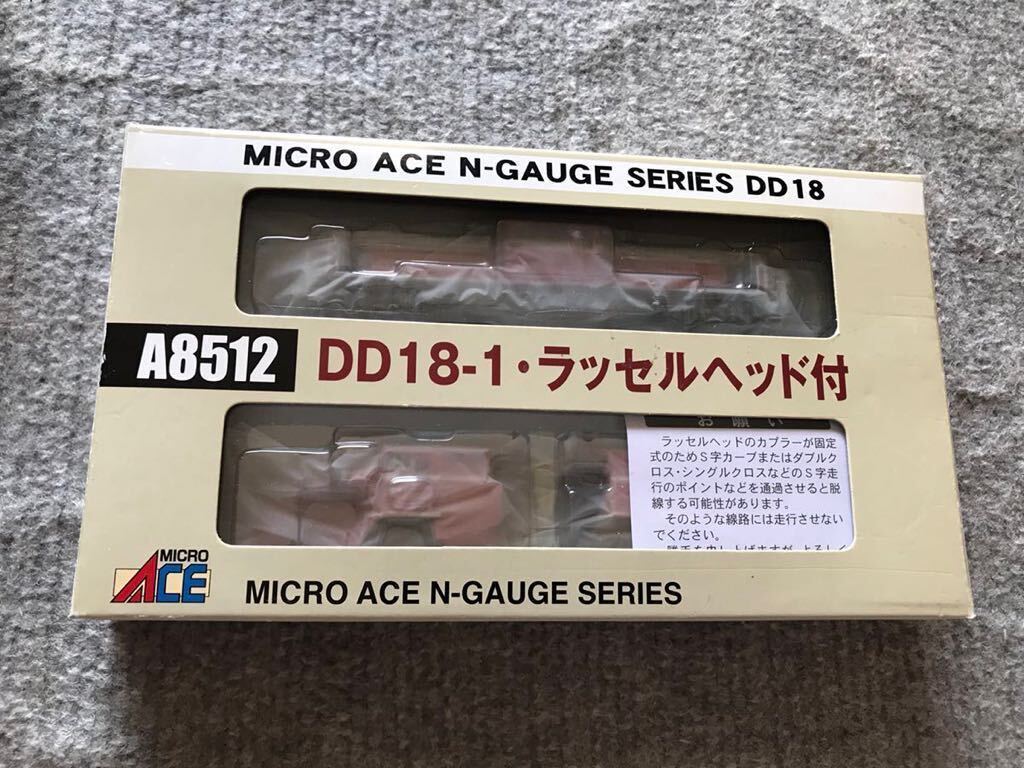 MICRO ACE N-GAUGE SERIES DD18
A8512
DD18-1・ラッセルヘッド付
お願い
ラッセルヘッドのカプラーが固定
式のためS字カーブまたはダブルク
ロス・シングルクロスなどのS字走
行のポイントなどを通過させると脱
線する可能性があります。
そのような線路には走行させない
でください。
MICRO
ACE
MICRO ACE N-GAUGE SERIES